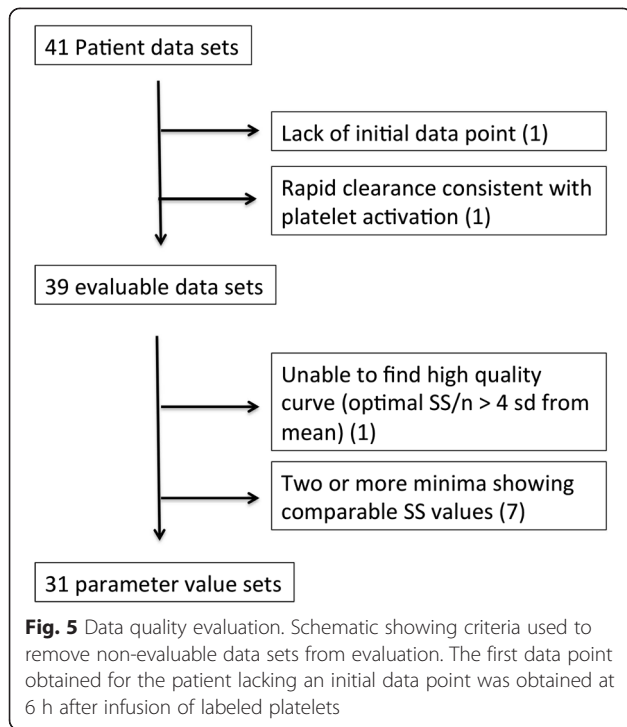 41 Patient data sets
Lack of initial data point (1)
Rapid clearance consistent with
platelet activation (1)
39 evaluable data sets
Unable to find high quality
curve (optimal SS/n > 4 sd from
mean) (1)
Two or more minima showing
comparable SS values (7)
31 parameter value sets
Fig. 5 Data quality evaluation. Schematic showing criteria used to
remove non-evaluable data sets from evaluation. The first data point
obtained for the patient lacking an initial data point was obtained at
6 h after infusion of labeled platelets